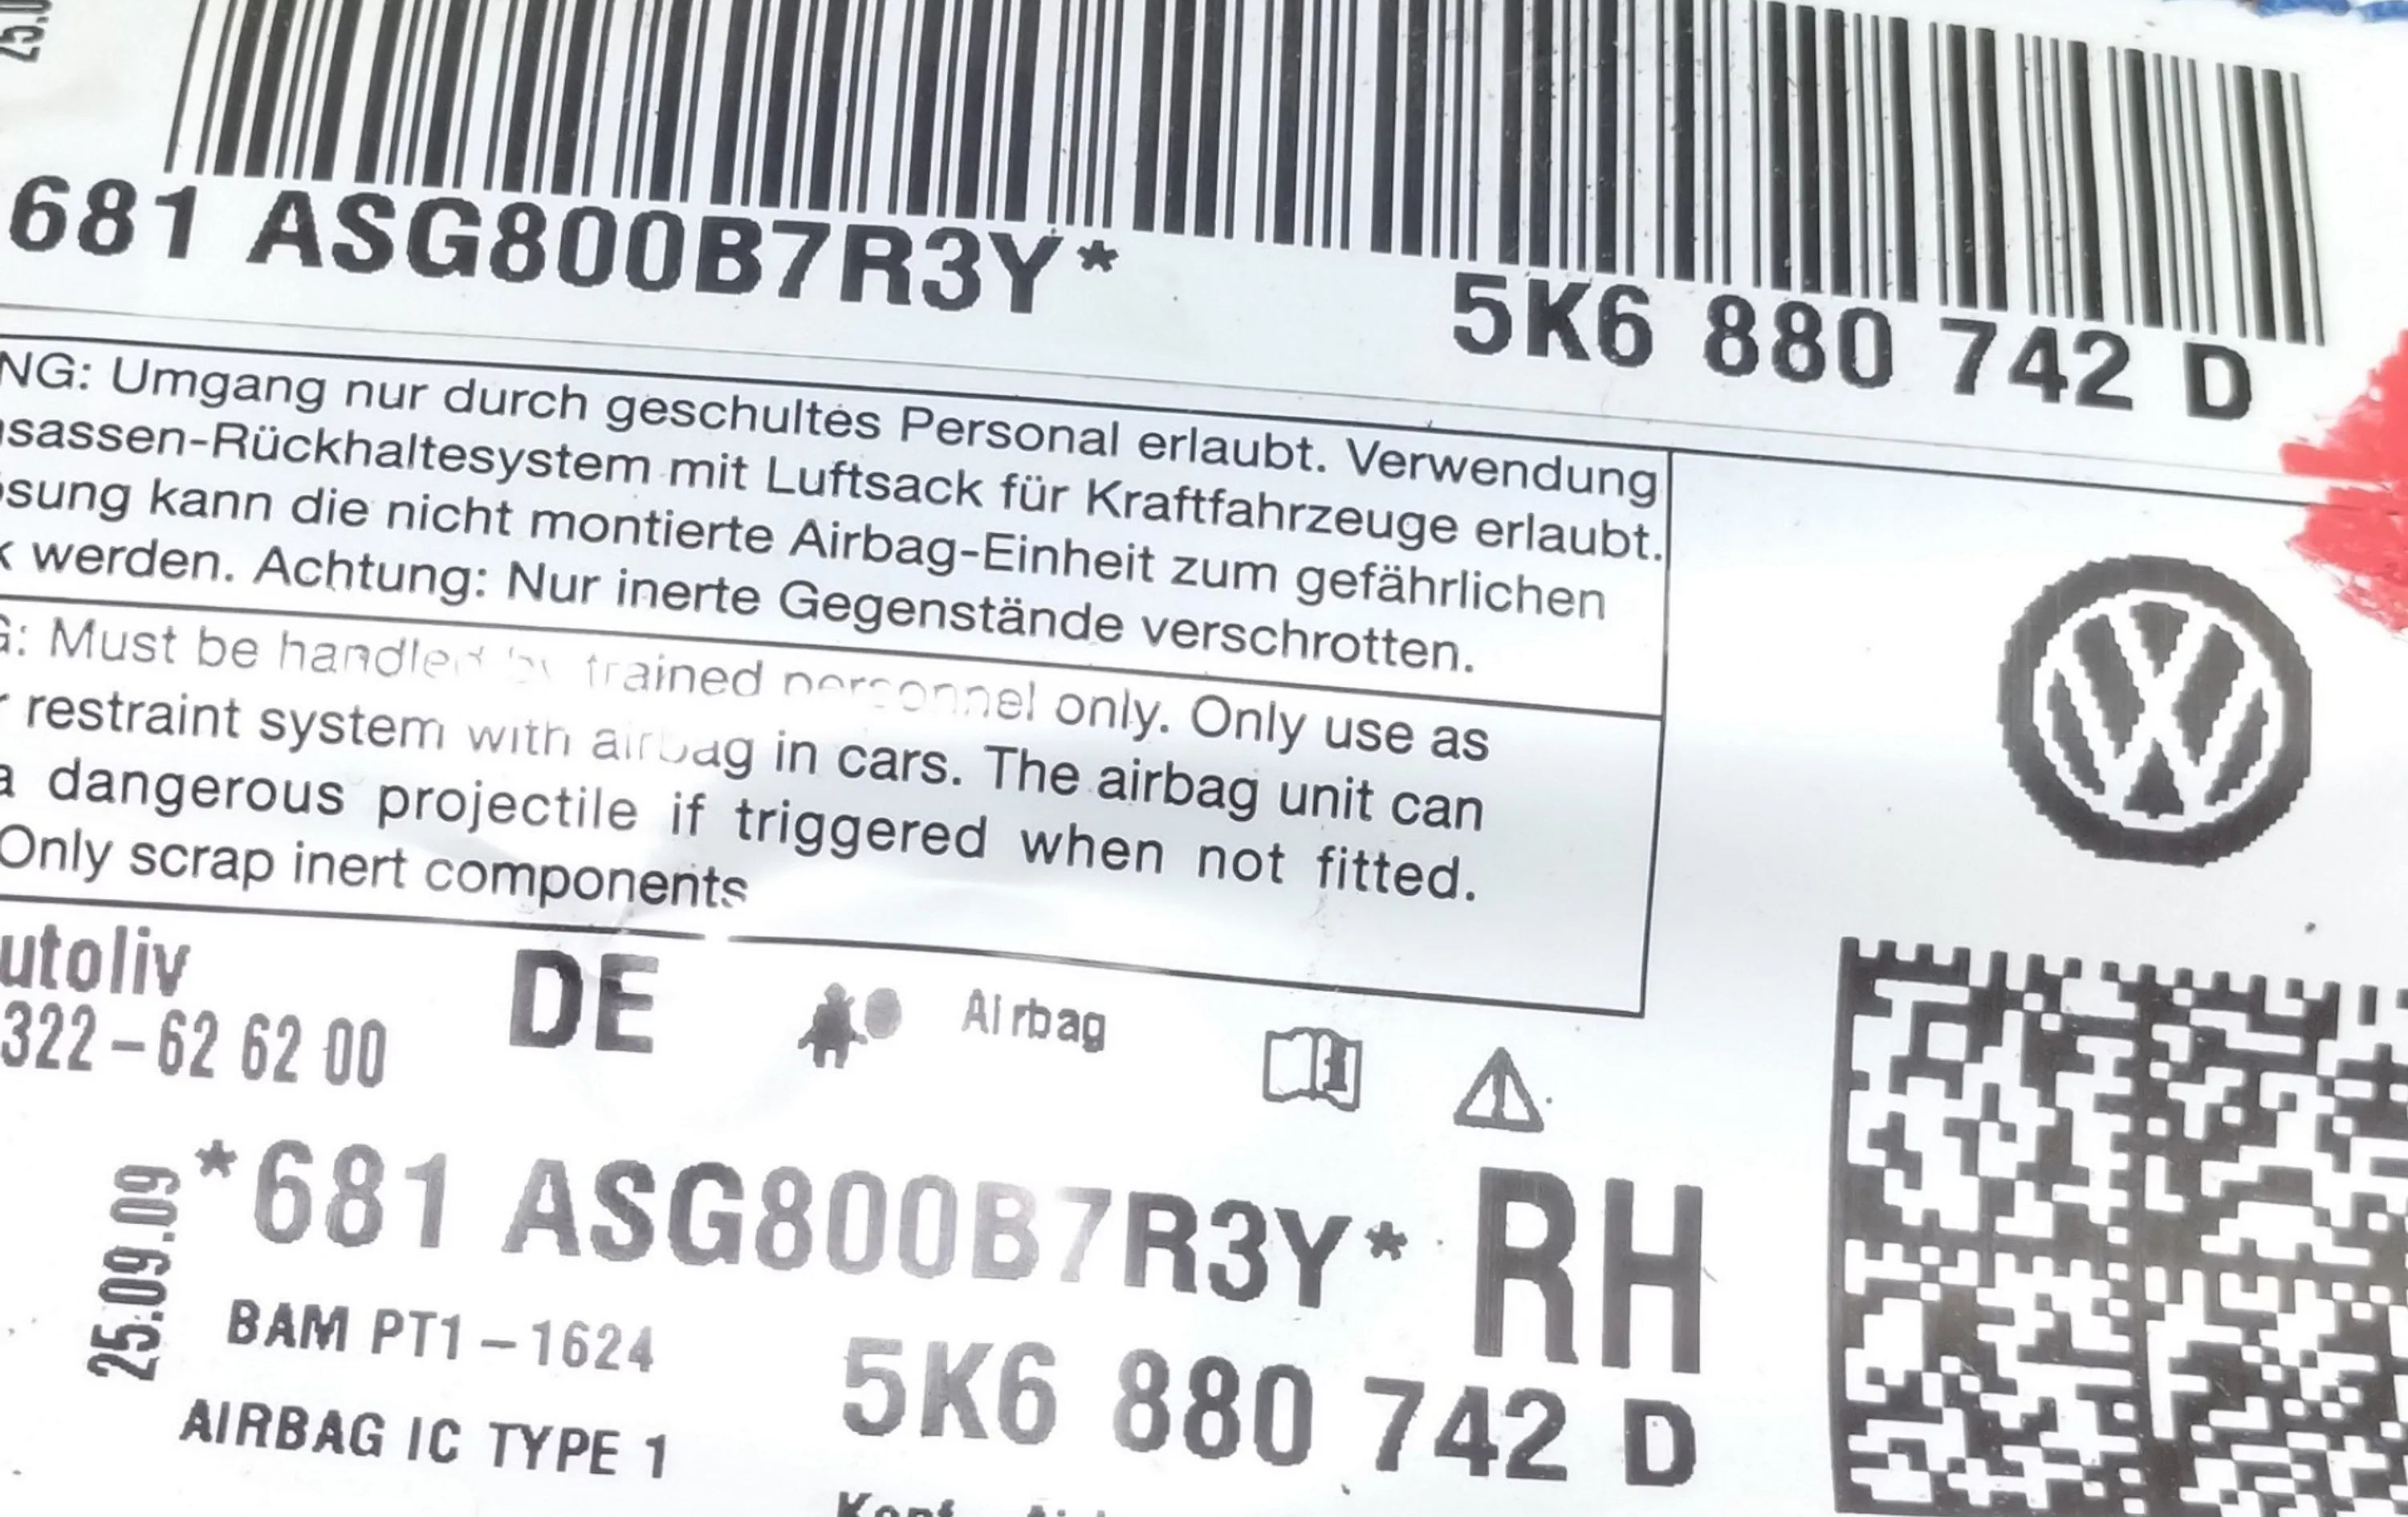 25.0
681 ASG800B7R3Y*
5K6 880 742 D
NG: Umgang nur durch geschultes Personal erlaubt. Verwendung
sassen-Rückhaltesystem mit Luftsack für Kraftfahrzeuge erlaubt.
sung kann die nicht montierte Airbag-Einheit zum gefährlichen
k werden. Achtung: Nur inerte Gegenstände verschrotten.
G: Must be handled by trained personnel only. Only use as
r restraint system with airbag in cars. The airbag unit can
a dangerous projectile if triggered when not fitted.
Only scrap inert components
utoliv
DE
Airbag
322-62 62 00
*681 ASG800B7R3Y*
RH
25.09.09
BAM PT1-1624
5K6 880 742 D
AIRBAG IC TYPE 1